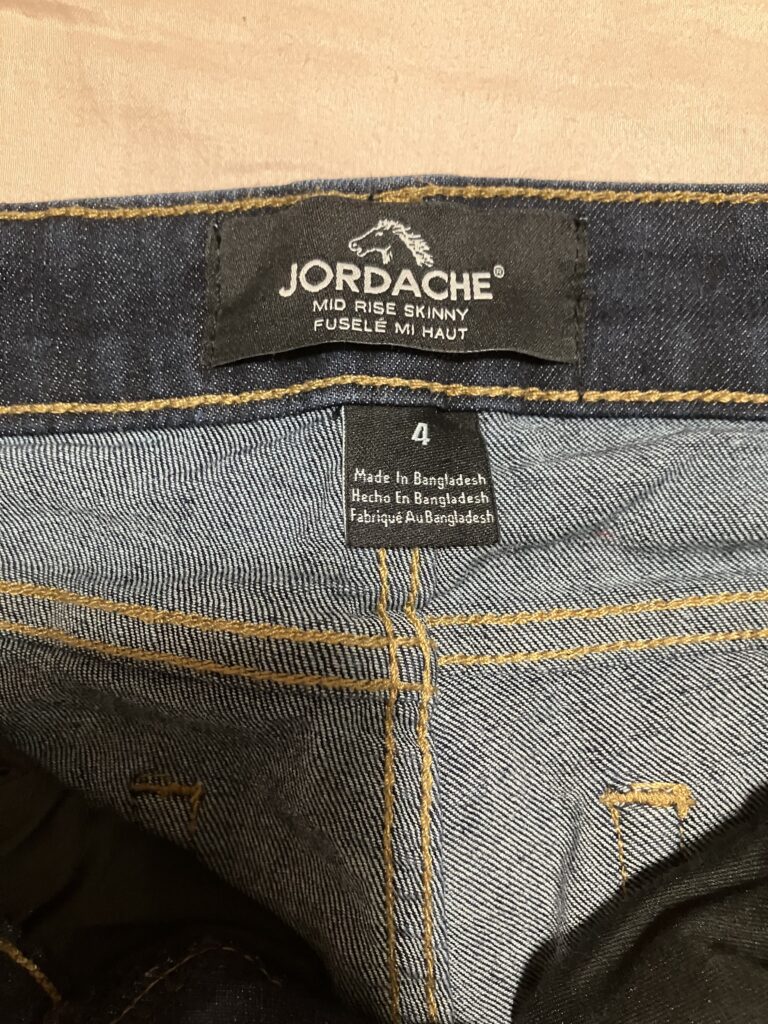 JORDACHE®
MID RISE SKINNY
FUSELÉ MI HAUT
4
Made In Bangladesh
Hecho En Bangladesh
Fabriqué Au Bangladesh